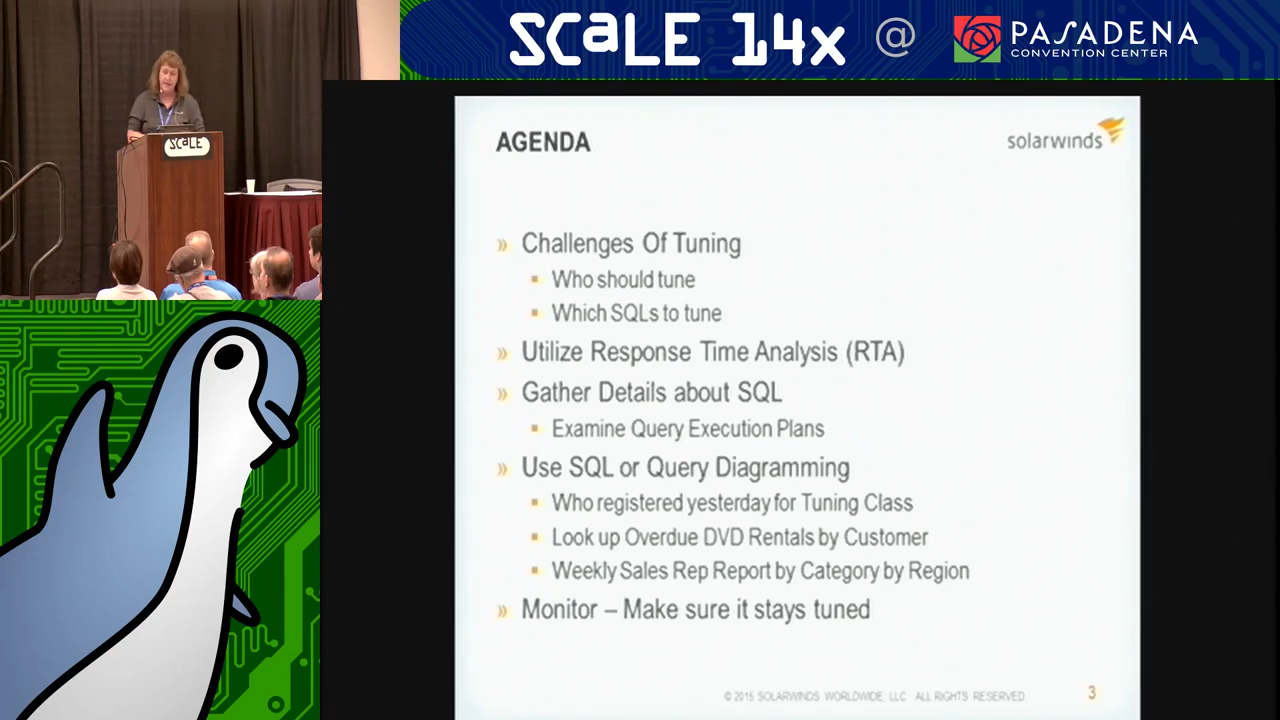 SCALE 14x @ PASADENA
CONVENTION CENTER
SCALE
AGENDA
solarwinds
» Challenges Of Tuning
▪ Who should tune
▪ Which SQLs to tune
» Utilize Response Time Analysis (RTA)
» Gather Details about SQL
▪ Examine Query Execution Plans
» Use SQL or Query Diagramming
▪ Who registered yesterday for Tuning Class
▪ Look up Overdue DVD Rentals by Customer
▪ Weekly Sales Rep Report by Category by Region
» Monitor – Make sure it stays tuned
© 2015 SOLARWINDS WORLDWIDE, LLC ALL RIGHTS RESERVED.
3